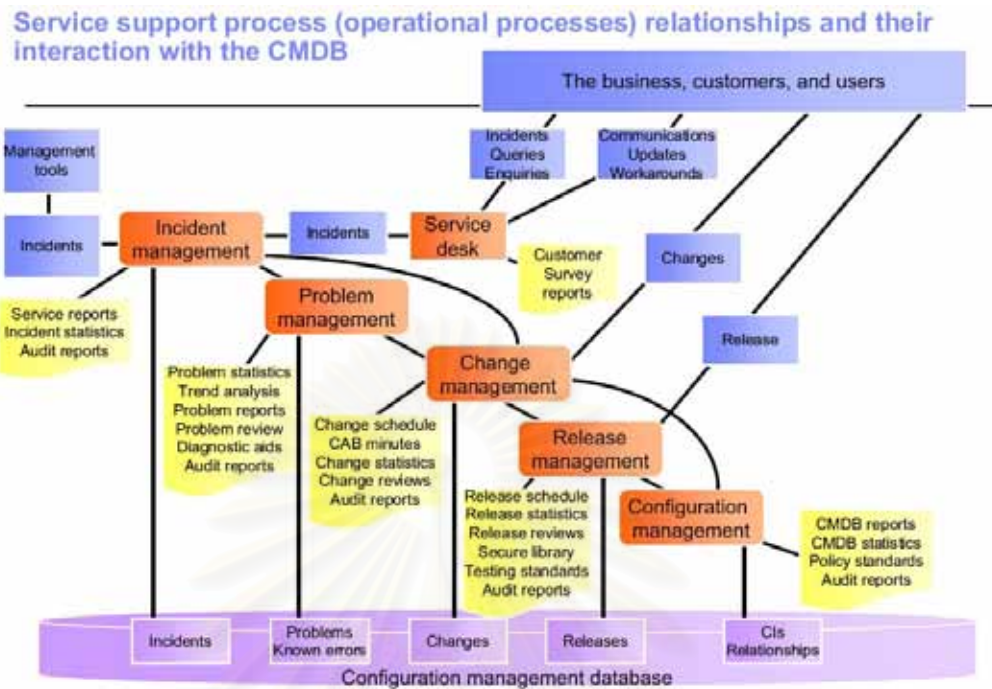 Service support process (operational processes) relationships and their
interaction with the CMDB
The business, customers, and users
Management
tools
Incidents
Queries
Enquiries
Communications
Updates
Workarounds
Incidents
Incident
management
Incidents
Service
desk
Customer
Survey
reports
Changes
Service reports
Incident statistics
Audit reports
Problem
management
Release
Problem statistics
Trend analysis
Problem reports
Problem review
Diagnostic aids
Audit reports
Change
management
Change schedule
CAB minutes
Change statistics
Change reviews
Audit reports
Release
management
Release schedule
Release statistics
Release reviews
Secure library
Testing standards
Audit reports
Configuration
management
CMDB reports
CMDB statistics
Policy standards
Audit reports
Incidents
Problems
Known errors
Changes
Releases
CIs
Relationships
Configuration management database